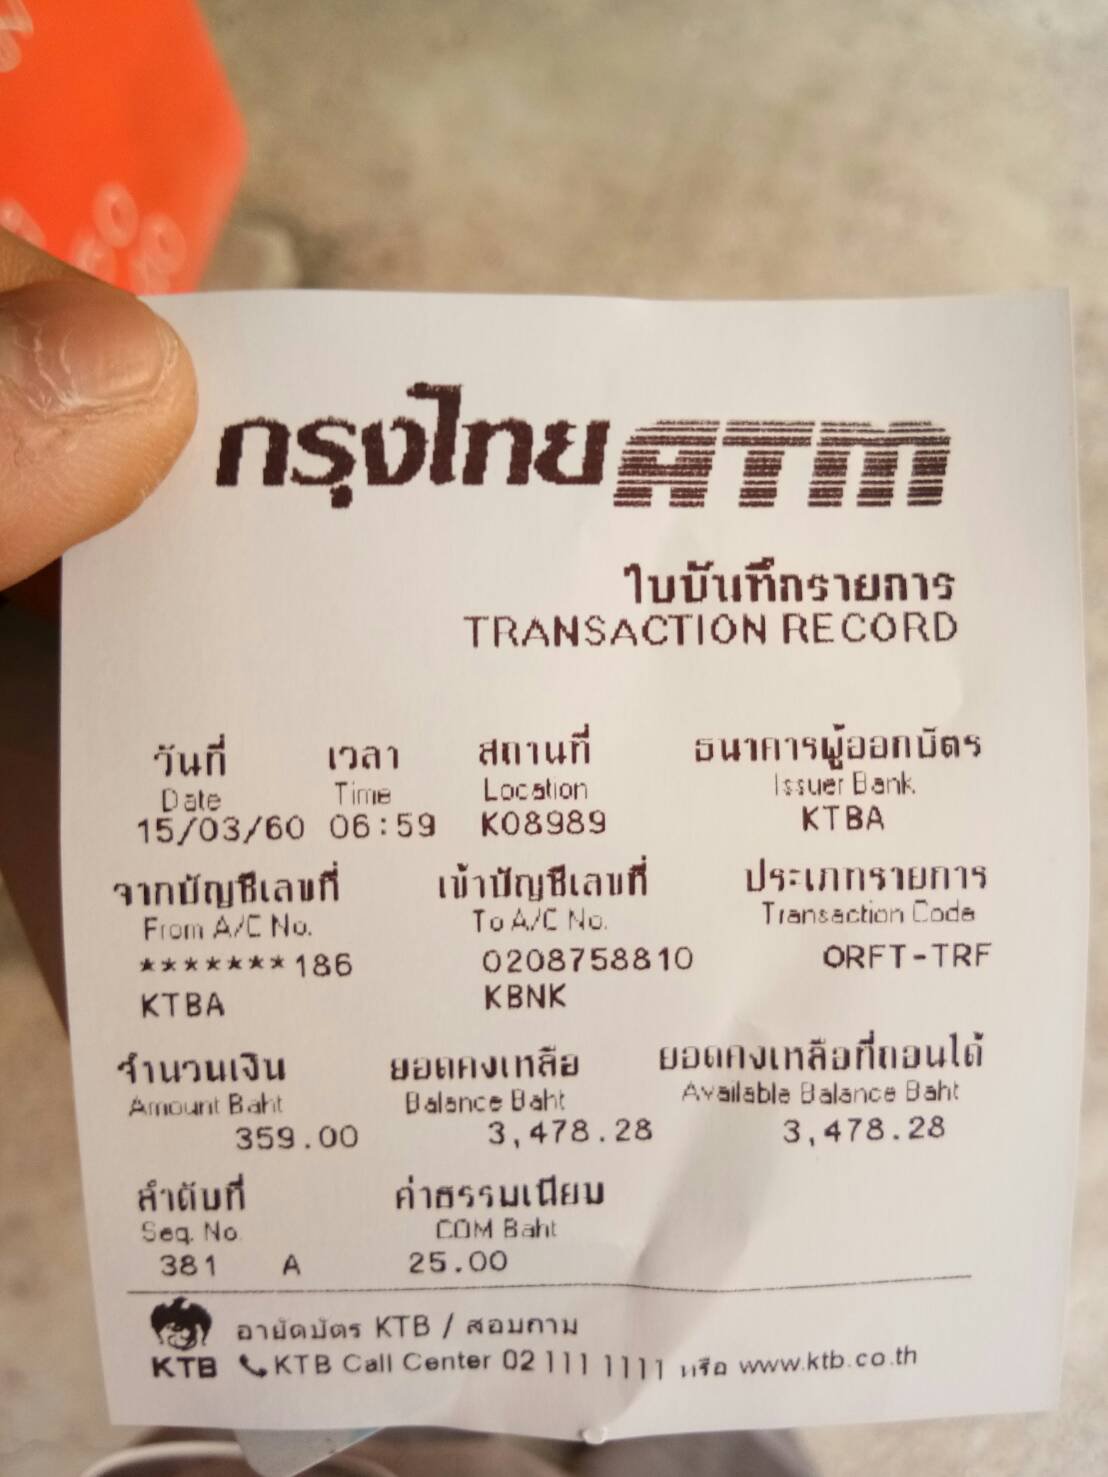 กรุงไทย ATM
ใบบันทึกรายการ
TRANSACTION RECORD
วันที่ เวลา สถานที่ ธนาคารผู้ออกบัตร
Date Time Location Issuer Bank
15/03/60 06:59 K08989 KTBA
จากบัญชีเลขที่ เข้าบัญชีเลขที่ ประเภทรายการ
From A/C No. To A/C No. Transaction Code
*******186 0208758810 ORFT-TRF
KTBA KBNK
จำนวนเงิน ยอดคงเหลือ ยอดคงเหลือที่ถอนได้
Amount Baht Balance Baht Available Balance Baht
359.00 3,478.28 3,478.28
ลำดับที่ ค่าธรรมเนียม
Seq. No. COM Baht
381 A 25.00
อายัดบัตร KTB / สอบถาม
KTB KTB Call Center 02 111 1111 หรือ www.ktb.co.th